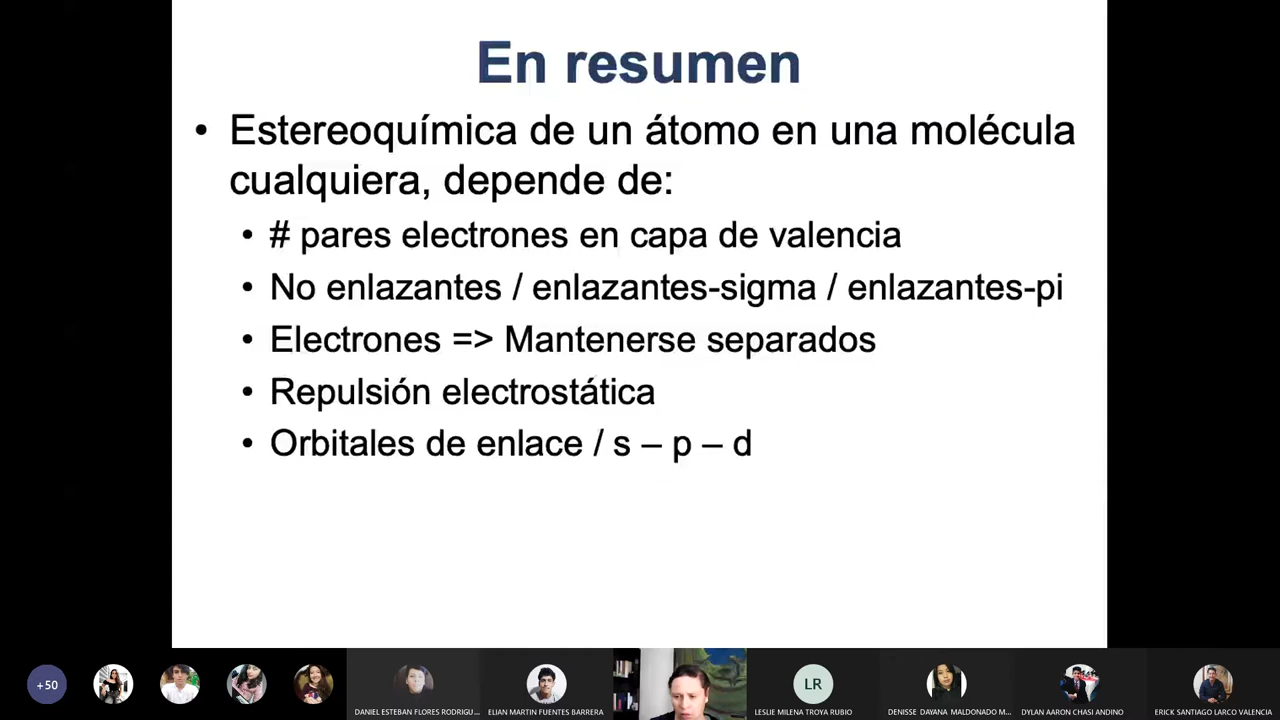 En resumen
• Estereoquímica de un átomo en una molécula
cualquiera, depende de:
• # pares electrones en capa de valencia
• No enlazantes / enlazantes-sigma / enlazantes-pi
• Electrones => Mantenerse separados
• Repulsión electrostática
• Orbitales de enlace / s – p – d
+50
LR
DANIEL ESTEBAN FLORES RODRIGU...
ELIAN MARTIN FUENTES BARRERA
LESLIE MILENA TROYA RUBIO
DENISSE DAYANA MALDONADO M...
DYLAN AARON CHASI ANDINO
ERICK SANTIAGO LARCO VALENCIA